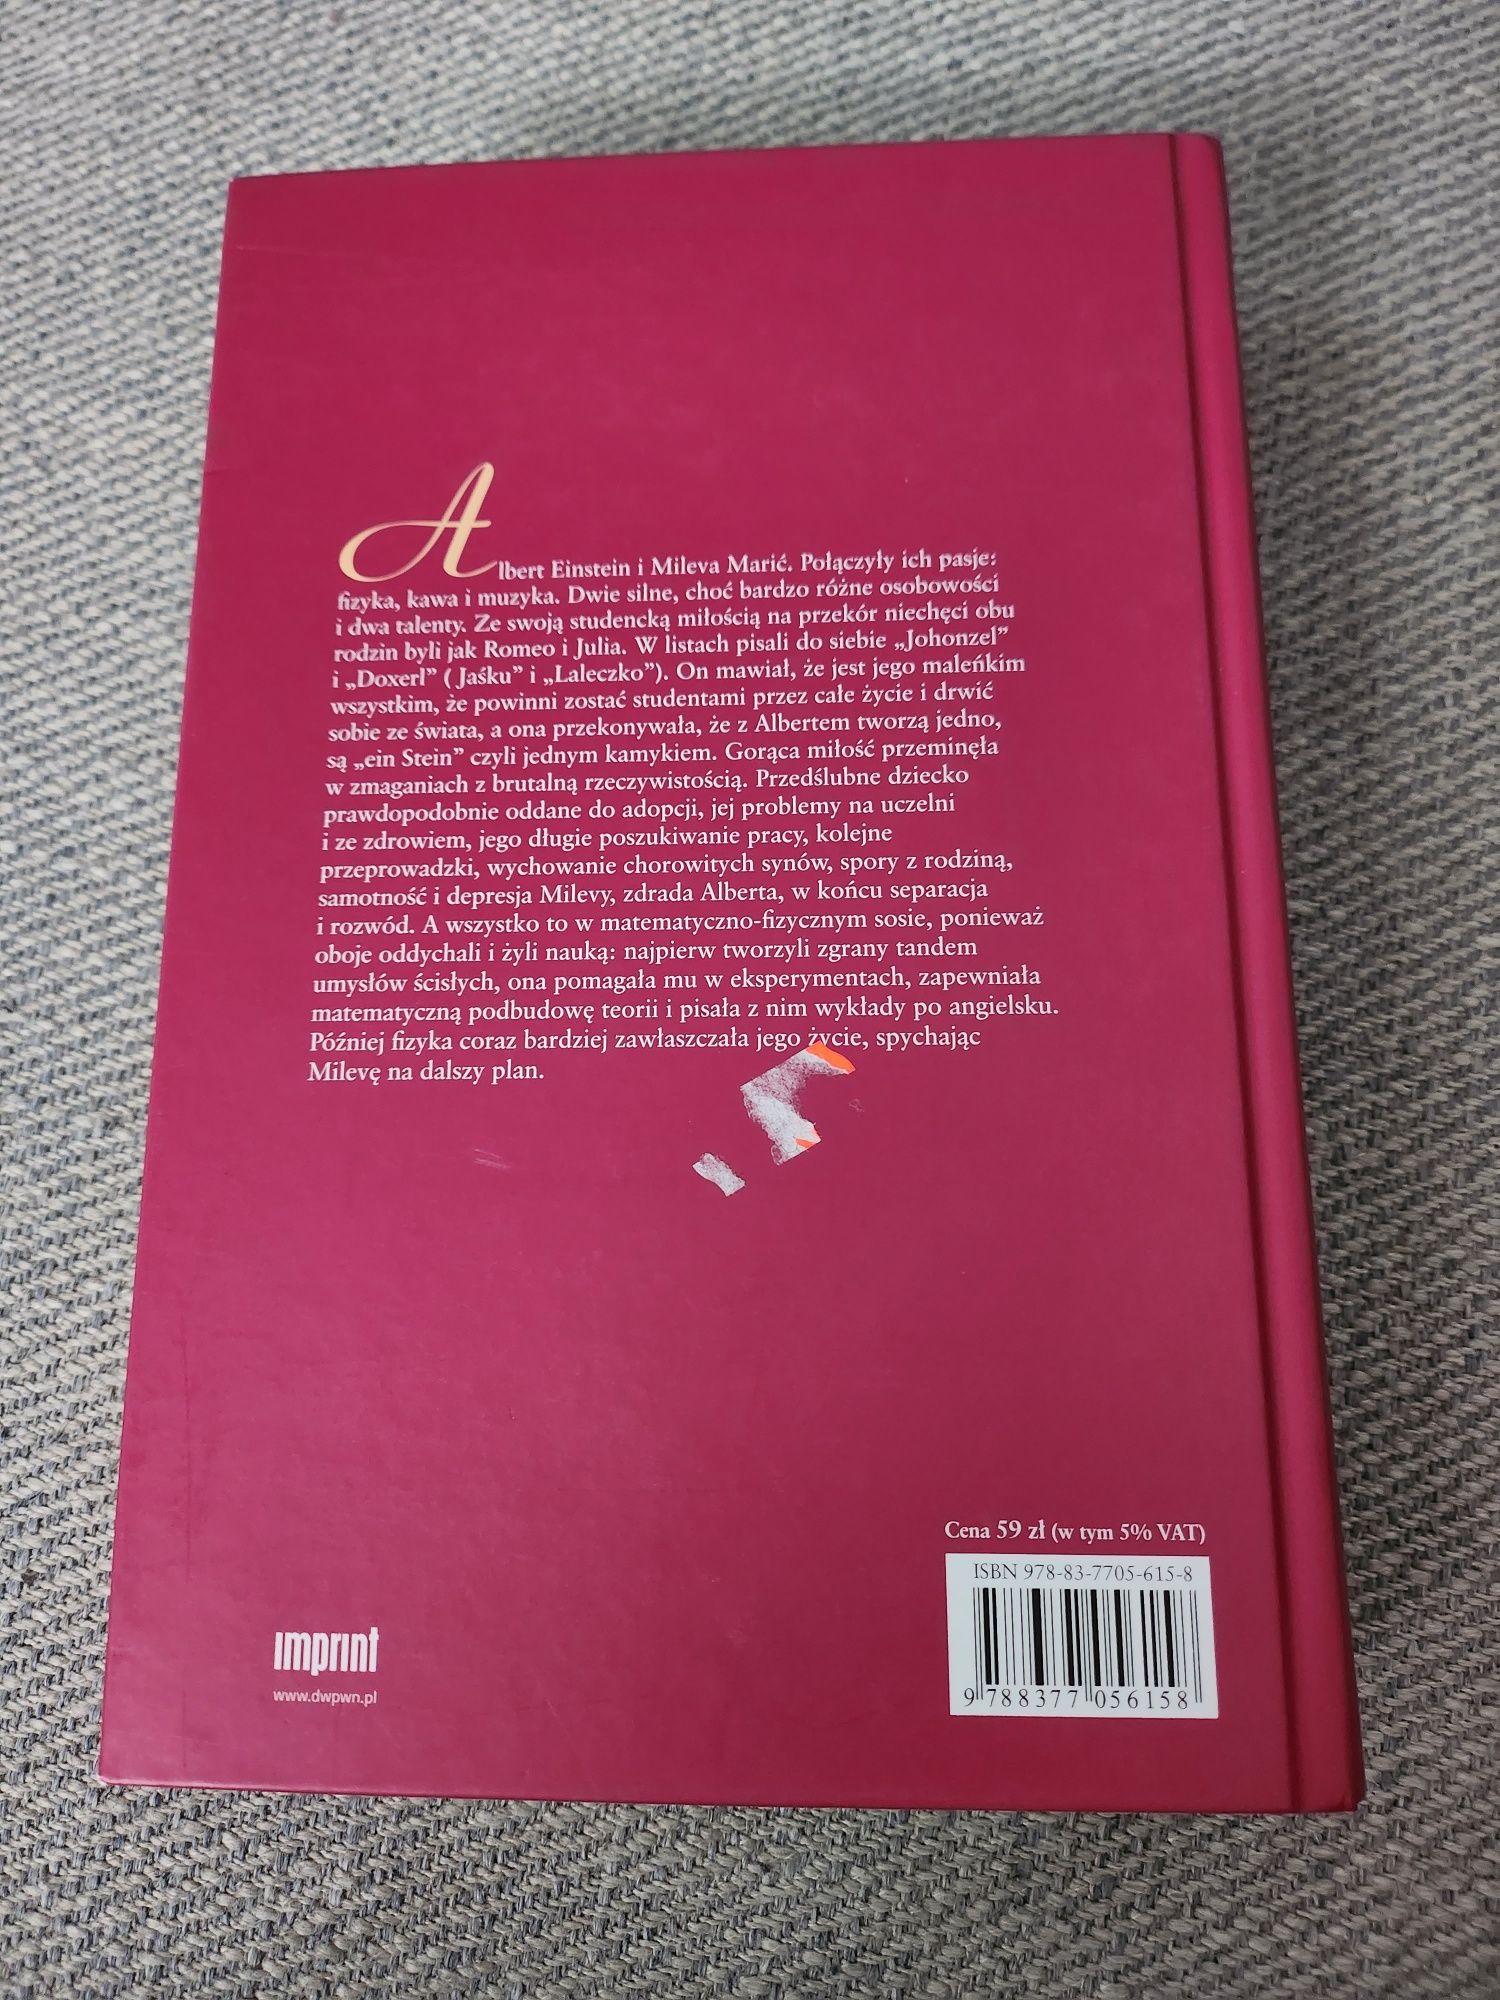 Albert Einstein i Mileva Marić. Połączyły ich pasje:
fizyka, kawa i muzyka. Dwie silne, choć bardzo różne osobowości
i dwa talenty. Ze swoją studencką miłością na przekór niechęci obu
rodzin byli jak Romeo i Julia. W listach pisali do siebie „Johonzel”
i „Doxerl” ( Jaśku” i „Laleczko”). On mawiał, że jest jego maleńkim
wszystkim, że powinni zostać studentami przez całe życie i drwić
sobie ze świata, a ona przekonywała, że z Albertem tworzą jedno,
są „ein Stein” czyli jednym kamykiem. Gorąca miłość przeminęła
w zmaganiach z brutalną rzeczywistością. Przedślubne dziecko
prawdopodobnie oddane do adopcji, jej problemy na uczelni
i ze zdrowiem, jego długie poszukiwanie pracy, kolejne
przeprowadzki, wychowanie chorowitych synów, spory z rodziną,
samotność i depresja Milevy, zdrada Alberta, w końcu separacja
i rozwód. A wszystko to w matematyczno-fizycznym sosie, ponieważ
oboje oddychali i żyli nauką: najpierw tworzyli zgrany tandem
umysłów ścisłych, ona pomagała mu w eksperymentach, zapewniała
matematyczną podbudowę teorii i pisała z nim wykłady po angielsku.
Później fizyka coraz bardziej zawłaszczała jego życie, spychając
Milevę na dalszy plan.
Cena 59 zł (w tym 5% VAT)
ISBN 978-83-7705-615-8
9 788377 056158
imprint
www.dwpwn.pl